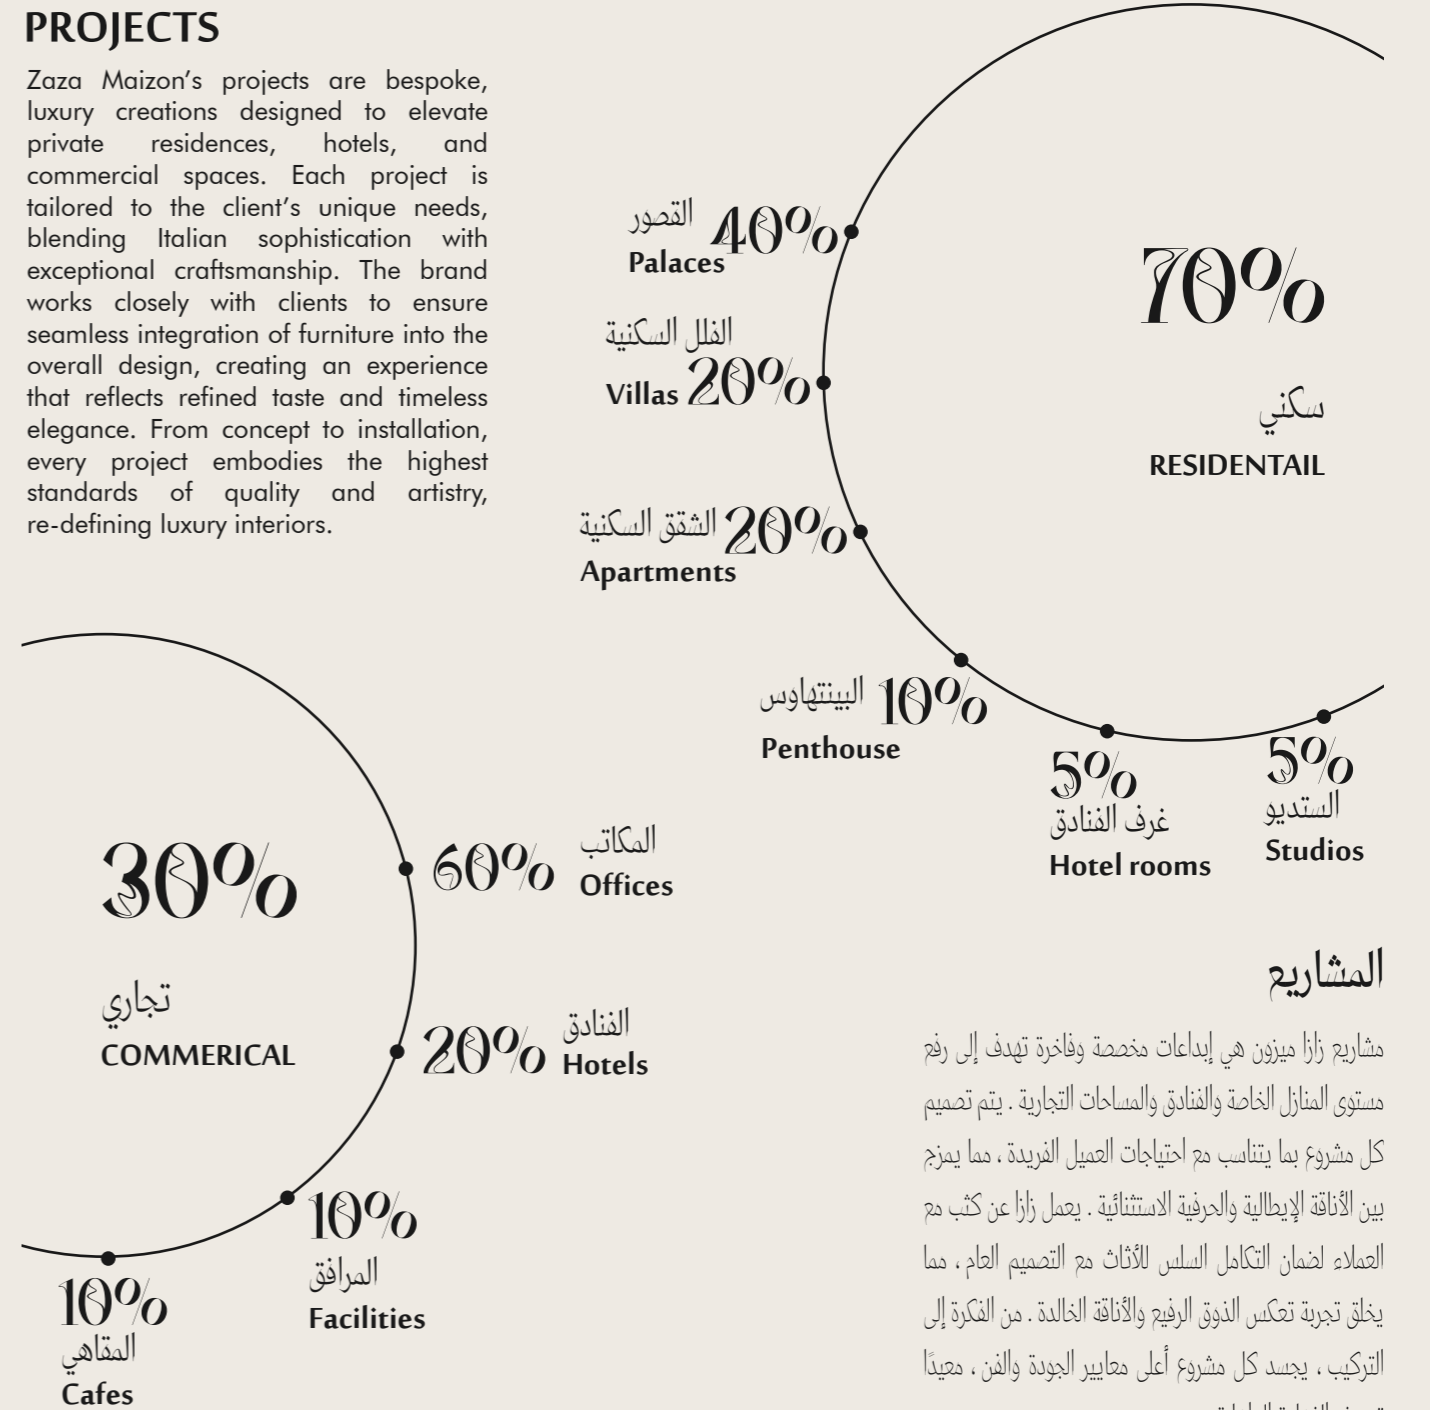 PROJECTS
Zaza Maizon's projects are bespoke,
luxury creations designed to elevate
private residences, hotels, and
commercial spaces. Each project is
tailored to the client's unique needs,
blending Italian sophistication with
exceptional craftsmanship. The brand
works closely with clients to ensure
seamless integration of furniture into the
overall design, creating an experience
that reflects refined taste and timeless
elegance. From concept to installation,
every project embodies the highest
standards of quality and artistry,
re-defining luxury interiors.
70%
سكني
RESIDENTAIL
القصور 40%
Palaces
الفلل السكنية
Villas 20%
الشقق السكنية 20%
Apartments
البينتهاوس 10%
Penthouse
5%
غرف الفنادق
Hotel rooms
5%
الستديو
Studios
30%
تجاري
COMMERICAL
60% المكاتب
Offices
20% الفنادق
Hotels
10%
المرافق
Facilities
10%
المقاهي
Cafes
المشاريع
مشاريع زازا ميزون هي إبداعات مخصصة وفاخرة تهدف إلى رفع
مستوى المنازل الخاصة والفنادق والمساحات التجارية . يتم تصميم
كل مشروع بما يتناسب مع احتياجات العميل الفريدة ، مما يمزج
بين الأناقة الإيطالية والحرفية الاستثنائية . يعمل زازا عن كثب مع
العملاء لضمان التكامل السلس للأثاث مع التصميم العام ، مما
يخلق تجربة تعكس الذوق الرفيع والأناقة الخالدة . من الفكرة إلى
التركيب ، يجسد كل مشروع أعلى معايير الجودة والفن ، معيدًا